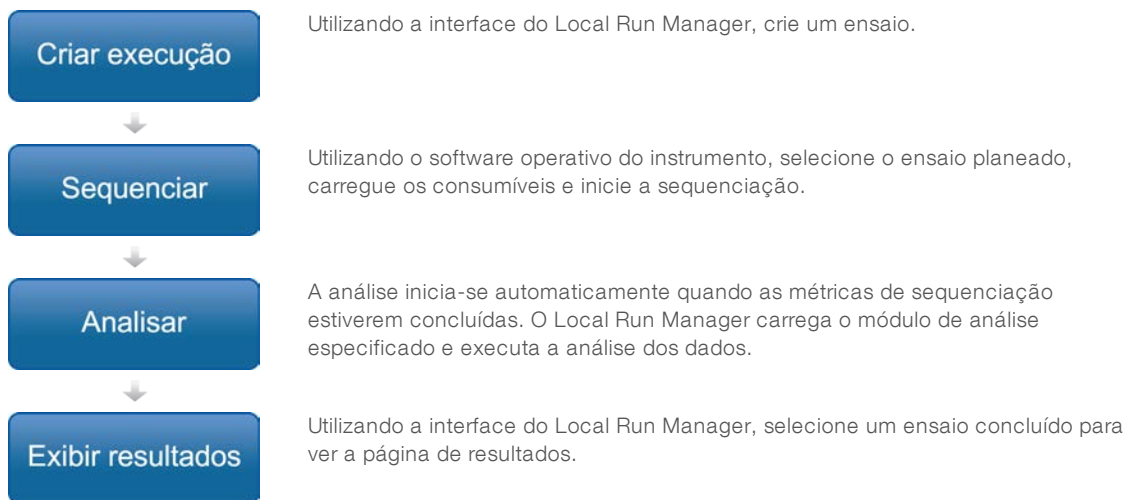 Criar execução
Utilizando a interface do Local Run Manager, crie um ensaio.
Sequenciar
Utilizando o software operativo do instrumento, selecione o ensaio planeado,
carregue os consumíveis e inicie a sequenciação.
Analisar
A análise inicia-se automaticamente quando as métricas de sequenciação
estiverem concluídas. O Local Run Manager carrega o módulo de análise
especificado e executa a análise dos dados.
Exibir resultados
Utilizando a interface do Local Run Manager, selecione um ensaio concluído para
ver a página de resultados.